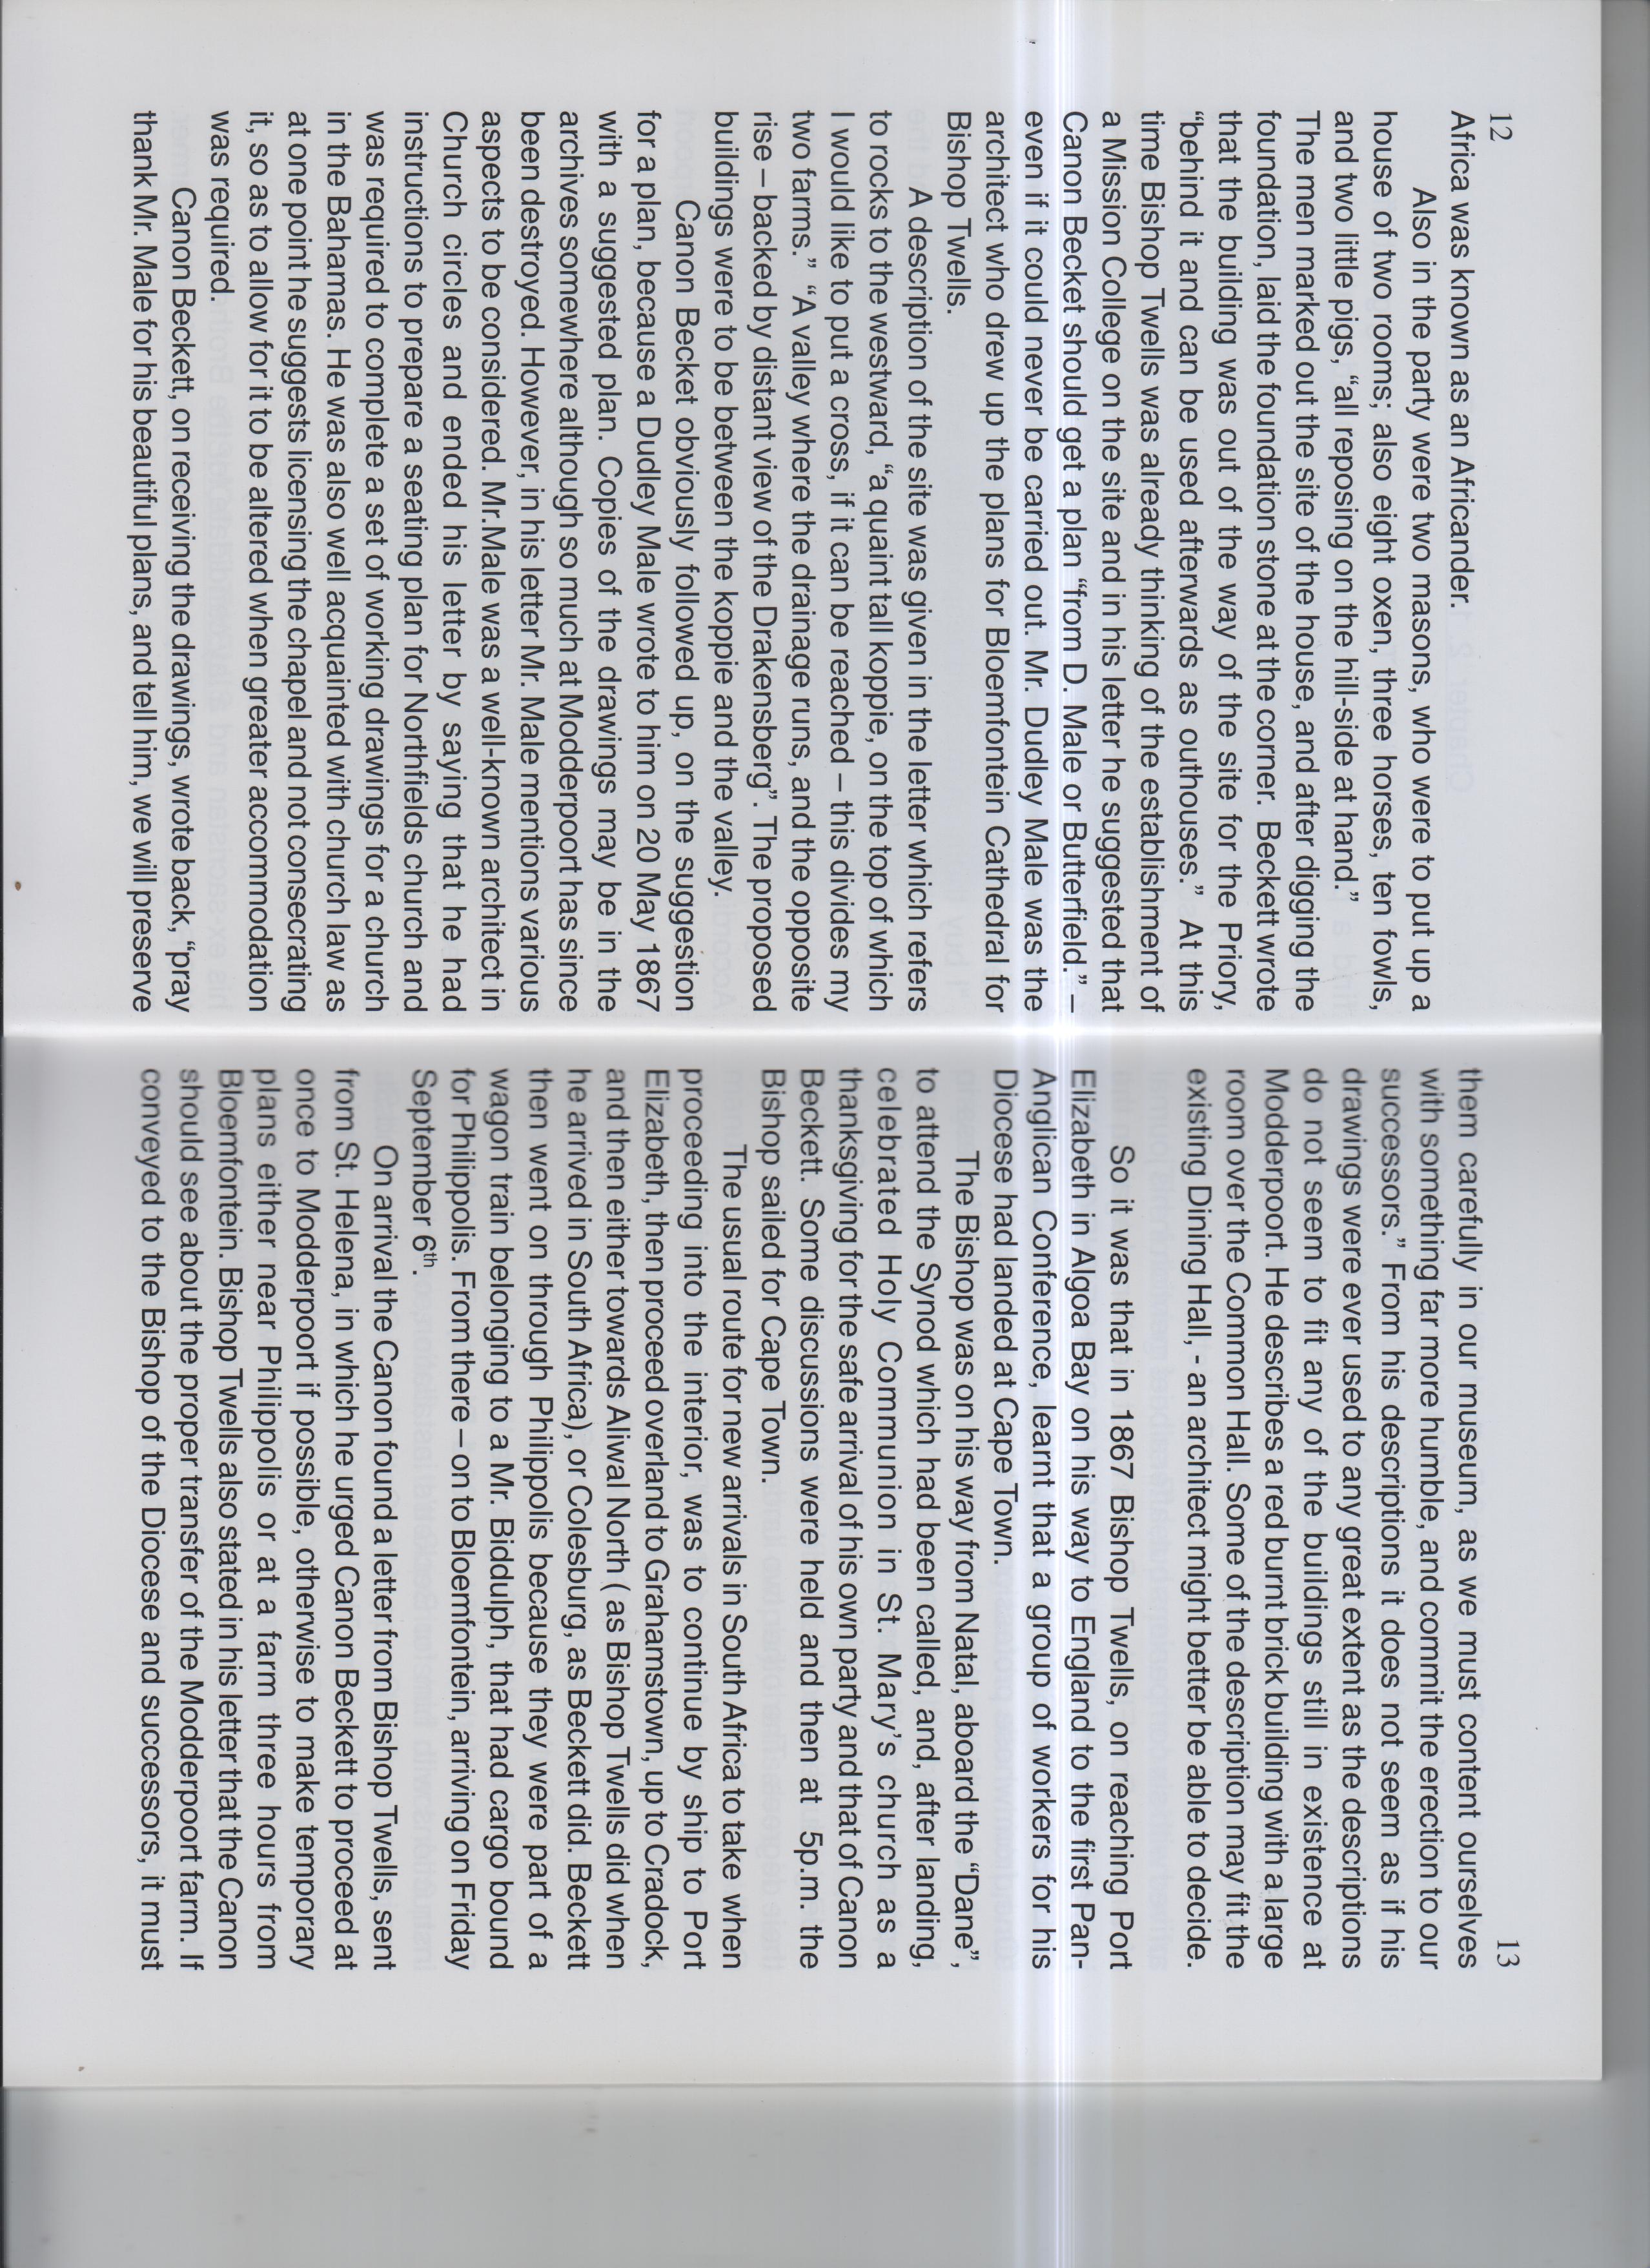 12
Africa was known as an Africander.
Also in the party were two masons, who were to put up a
house of two rooms; also eight oxen, three horses, ten fowls,
and two little pigs, “all reposing on the hill-side at hand.”
The men marked out the site of the house, and after digging the
foundation, laid the foundation stone at the corner. Beckett wrote
that the building was out of the way of the site for the Priory,
“behind it and can be used afterwards as outhouses.” At this
time Bishop Twells was already thinking of the establishment of
a Mission College on the site and in his letter he suggested that
Canon Becket should get a plan “from D. Male or Butterfield.” –
even if it could never be carried out. Mr. Dudley Male was the
architect who drew up the plans for Bloemfontein Cathedral for
Bishop Twells.
A description of the site was given in the letter which refers
to rocks to the westward, “a quaint tall koppie, on the top of which
I would like to put a cross, if it can be reached – this divides my
two farms.” “A valley where the drainage runs, and the opposite
rise – backed by distant view of the Drakensberg”. The proposed
buildings were to be between the koppie and the valley.
Canon Becket obviously followed up, on the suggestion
for a plan, because a Dudley Male wrote to him on 20 May 1867
with a suggested plan. Copies of the drawings may be in the
archives somewhere although so much at Modderpoort has since
been destroyed. However, in his letter Mr. Male mentions various
aspects to be considered. Mr.Male was a well-known architect in
Church circles and ended his letter by saying that he had
instructions to prepare a seating plan for Northfields church and
was required to complete a set of working drawings for a church
in the Bahamas. He was also well acquainted with church law as
at one point he suggests licensing the chapel and not consecrating
it, so as to allow for it to be altered when greater accommodation
was required.
Canon Beckett, on receiving the drawings, wrote back, “pray
thank Mr. Male for his beautiful plans, and tell him, we will preserve
13
them carefully in our museum, as we must content ourselves
with something far more humble, and commit the erection to our
successors.” From his descriptions it does not seem as if his
drawings were ever used to any great extent as the descriptions
do not seem to fit any of the buildings still in existence at
Modderpoort. He describes a red burnt brick building with a large
room over the Common Hall. Some of the description may fit the
existing Dining Hall, - an architect might better be able to decide.
So it was that in 1867 Bishop Twells, on reaching Port
Elizabeth in Algoa Bay on his way to England to the first Pan-
Anglican Conference, learnt that a group of workers for his
Diocese had landed at Cape Town.
The Bishop was on his way from Natal, aboard the “Dane”,
to attend the Synod which had been called, and, after landing,
celebrated Holy Communion in St. Mary’s church as a
thanksgiving for the safe arrival of his own party and that of Canon
Beckett. Some discussions were held and then at 5p.m. the
Bishop sailed for Cape Town.
The usual route for new arrivals in South Africa to take when
proceeding into the interior, was to continue by ship to Port
Elizabeth, then proceed overland to Grahamstown, up to Cradock,
and then either towards Aliwal North ( as Bishop Twells did when
he arrived in South Africa), or Colesburg, as Beckett did. Beckett
then went on through Philippolis because they were part of a
wagon train belonging to a Mr. Biddulph, that had cargo bound
for Philippolis. From there – on to Bloemfontein, arriving on Friday
September 6th.
On arrival the Canon found a letter from Bishop Twells, sent
from St. Helena, in which he urged Canon Beckett to proceed at
once to Modderpoort if possible, otherwise to make temporary
plans either near Philippolis or at a farm three hours from
Bloemfontein. Bishop Twells also stated in his letter that the Canon
should see about the proper transfer of the Modderpoort farm. If
conveyed to the Bishop of the Diocese and successors, it must